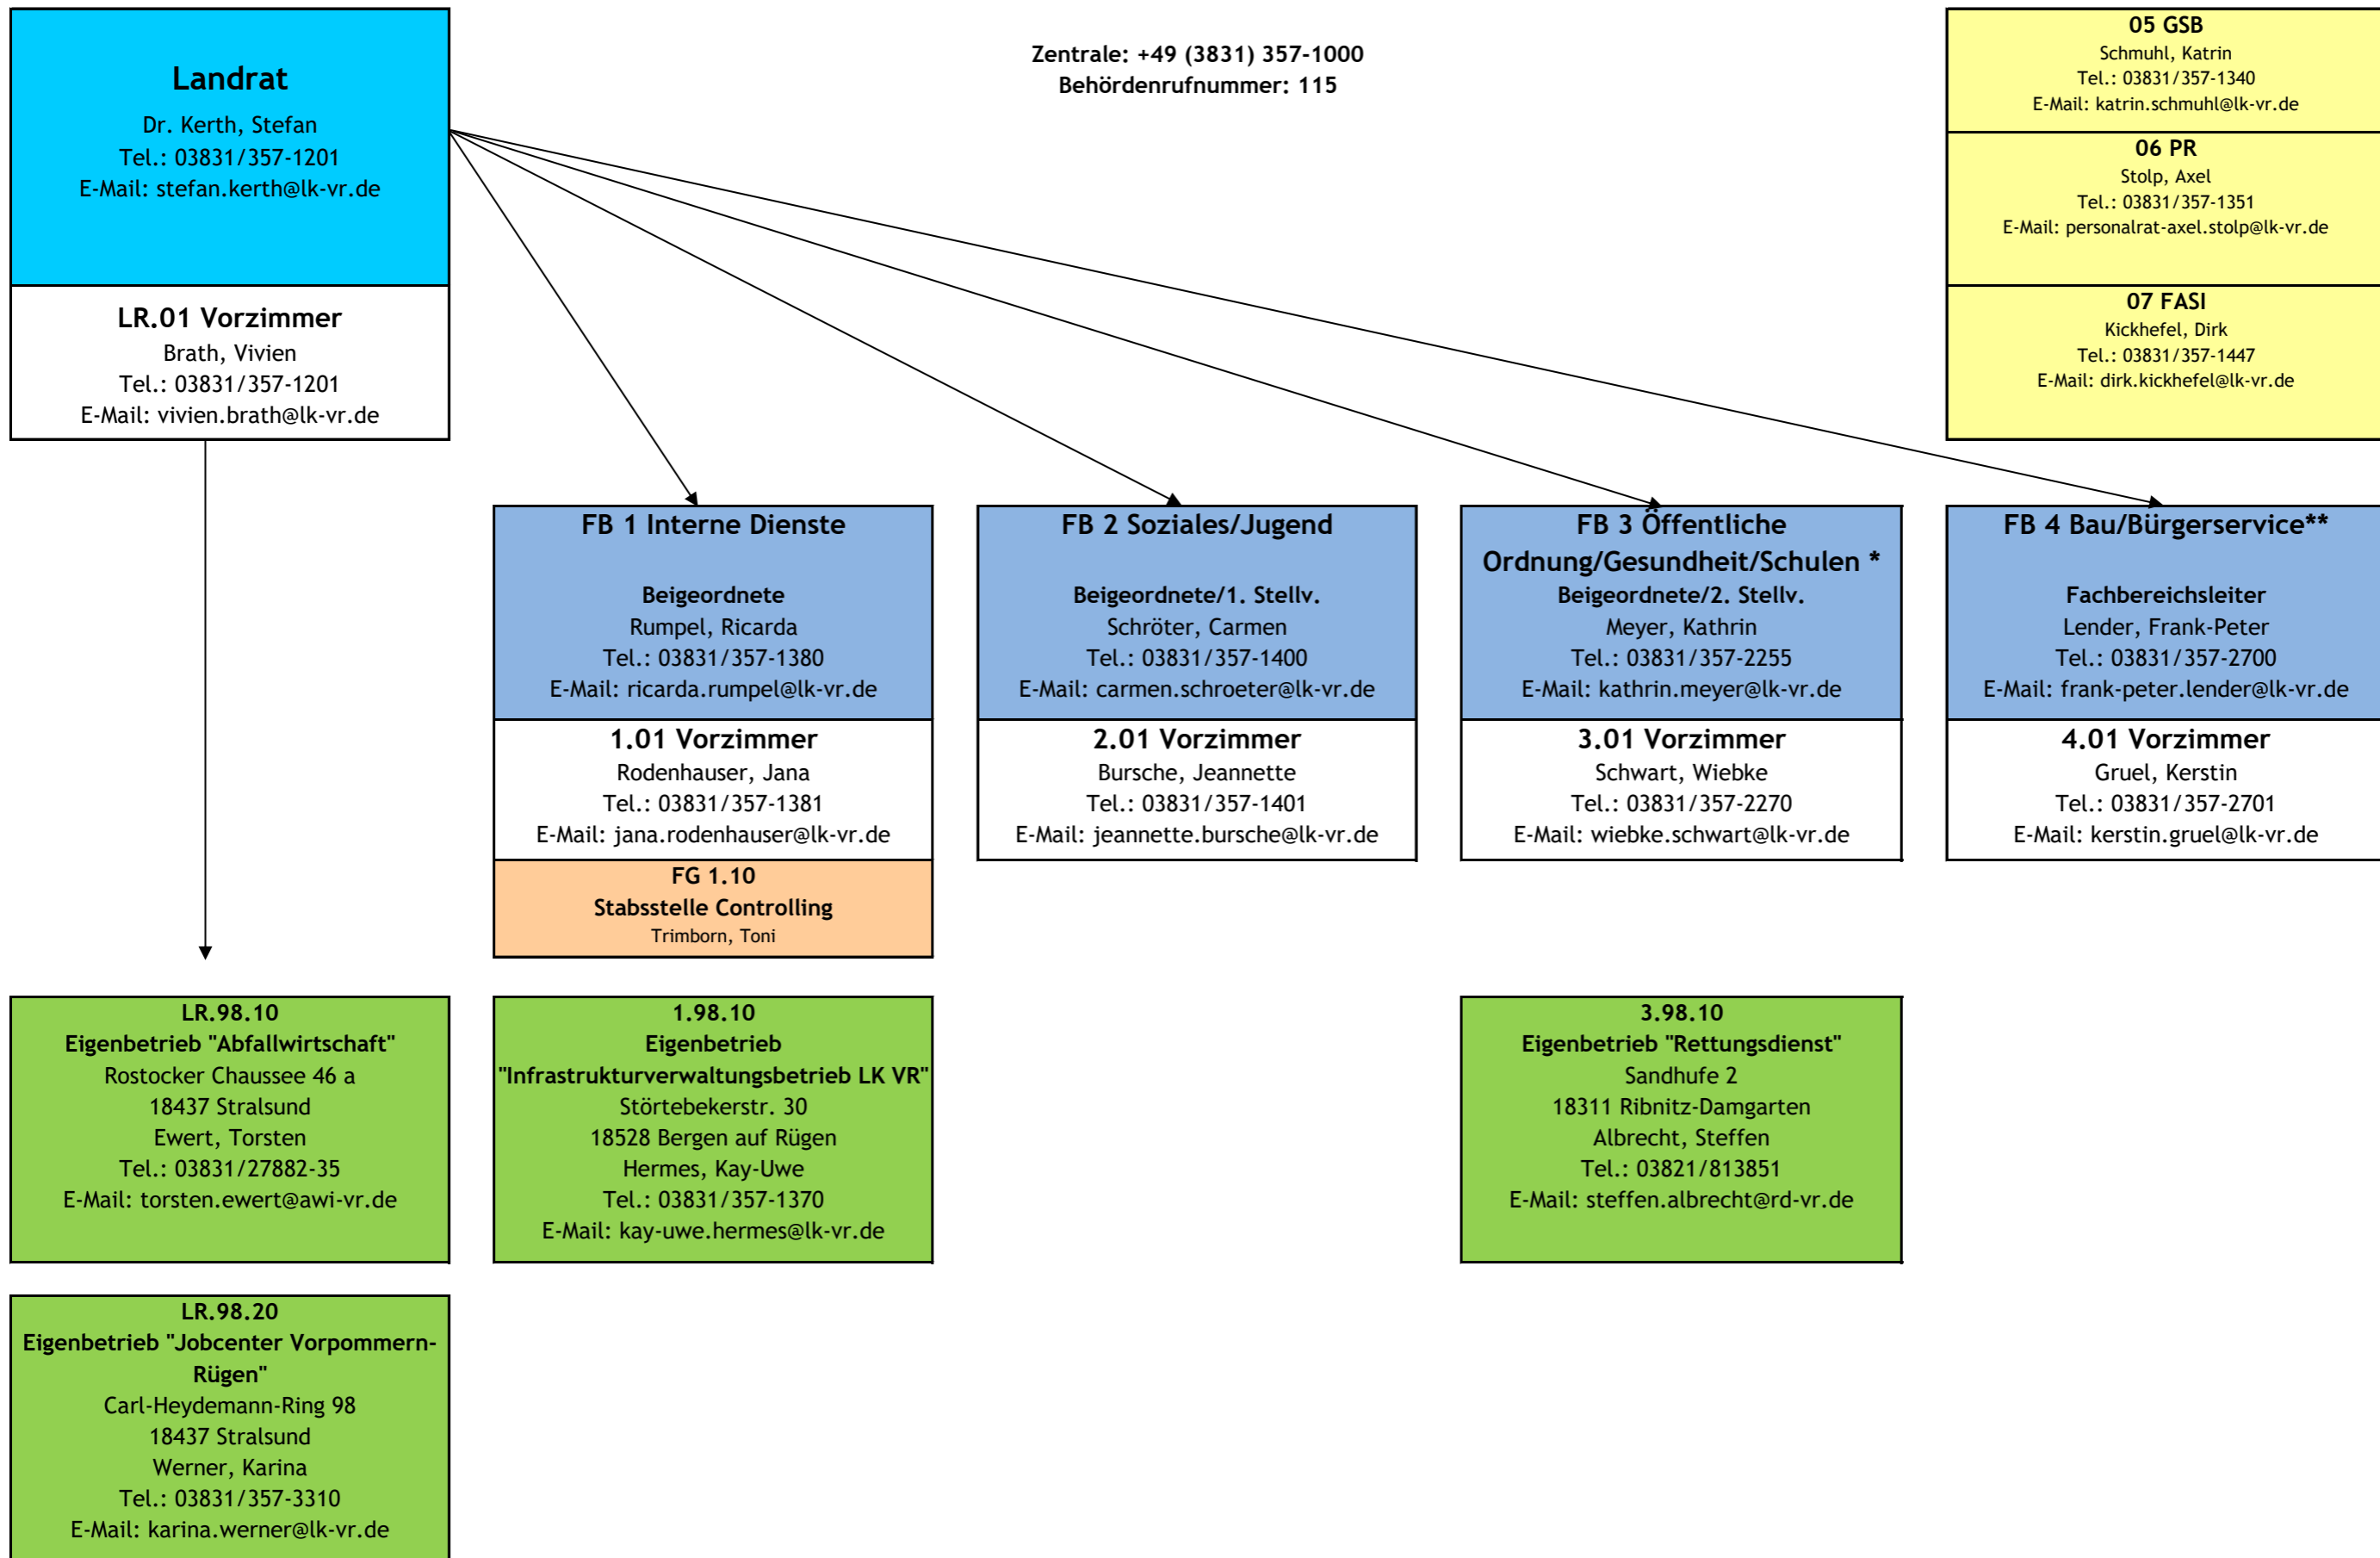 Landrat
Dr. Kerth, Stefan
Tel.: 03831/357-1201
E-Mail: stefan.kerth@lk-vr.de
LR.01 Vorzimmer
Brath, Vivien
Tel.: 03831/357-1201
E-Mail: vivien.brath@lk-vr.de
Zentrale: +49 (3831) 357-1000
Behördenrufnummer: 115
05 GSB
Schmuhl, Katrin
Tel.: 03831/357-1340
E-Mail: katrin.schmuhl@lk-vr.de
06 PR
Stolp, Axel
Tel.: 03831/357-1351
E-Mail: personalrat-axel.stolp@lk-vr.de
07 FASI
Kickhefel, Dirk
Tel.: 03831/357-1447
E-Mail: dirk.kickhefel@lk-vr.de
FB 1 Interne Dienste
Beigeordnete
Rumpel, Ricarda
Tel.: 03831/357-1380
E-Mail: ricarda.rumpel@lk-vr.de
1.01 Vorzimmer
Rodenhauser, Jana
Tel.: 03831/357-1381
E-Mail: jana.rodenhauser@lk-vr.de
FG 1.10
Stabsstelle Controlling
Trimborn, Toni
FB 2 Soziales/Jugend
Beigeordnete/1. Stellv.
Schröter, Carmen
Tel.: 03831/357-1400
E-Mail: carmen.schroeter@lk-vr.de
2.01 Vorzimmer
Bursche, Jeannette
Tel.: 03831/357-1401
E-Mail: jeannette.bursche@lk-vr.de
FB 3 Öffentliche
Ordnung/Gesundheit/Schulen *
Beigeordnete/2. Stellv.
Meyer, Kathrin
Tel.: 03831/357-2255
E-Mail: kathrin.meyer@lk-vr.de
3.01 Vorzimmer
Schwart, Wiebke
Tel.: 03831/357-2270
E-Mail: wiebke.schwart@lk-vr.de
FB 4 Bau/Bürgerservice**
Fachbereichsleiter
Lender, Frank-Peter
Tel.: 03831/357-2700
E-Mail: frank-peter.lender@lk-vr.de
4.01 Vorzimmer
Gruel, Kerstin
Tel.: 03831/357-2701
E-Mail: kerstin.gruel@lk-vr.de
LR.98.10
Eigenbetrieb "Abfallwirtschaft"
Rostocker Chaussee 46 a
18437 Stralsund
Ewert, Torsten
Tel.: 03831/27882-35
E-Mail: torsten.ewert@awi-vr.de
1.98.10
Eigenbetrieb
"Infrastrukturverwaltungsbetrieb LK VR"
Störtebekerstr. 30
18528 Bergen auf Rügen
Hermes, Kay-Uwe
Tel.: 03831/357-1370
E-Mail: kay-uwe.hermes@lk-vr.de
3.98.10
Eigenbetrieb "Rettungsdienst"
Sandhufe 2
18311 Ribnitz-Damgarten
Albrecht, Steffen
Tel.: 03821/813851
E-Mail: steffen.albrecht@rd-vr.de
LR.98.20
Eigenbetrieb "Jobcenter Vorpommern-
Rügen"
Carl-Heydemann-Ring 98
18437 Stralsund
Werner, Karina
Tel.: 03831/357-3310
E-Mail: karina.werner@lk-vr.de